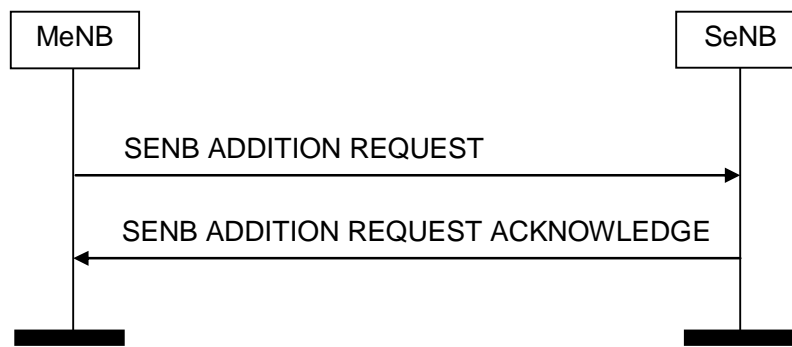 MeNB
SeNB
SENB ADDITION REQUEST
SENB ADDITION REQUEST ACKNOWLEDGE